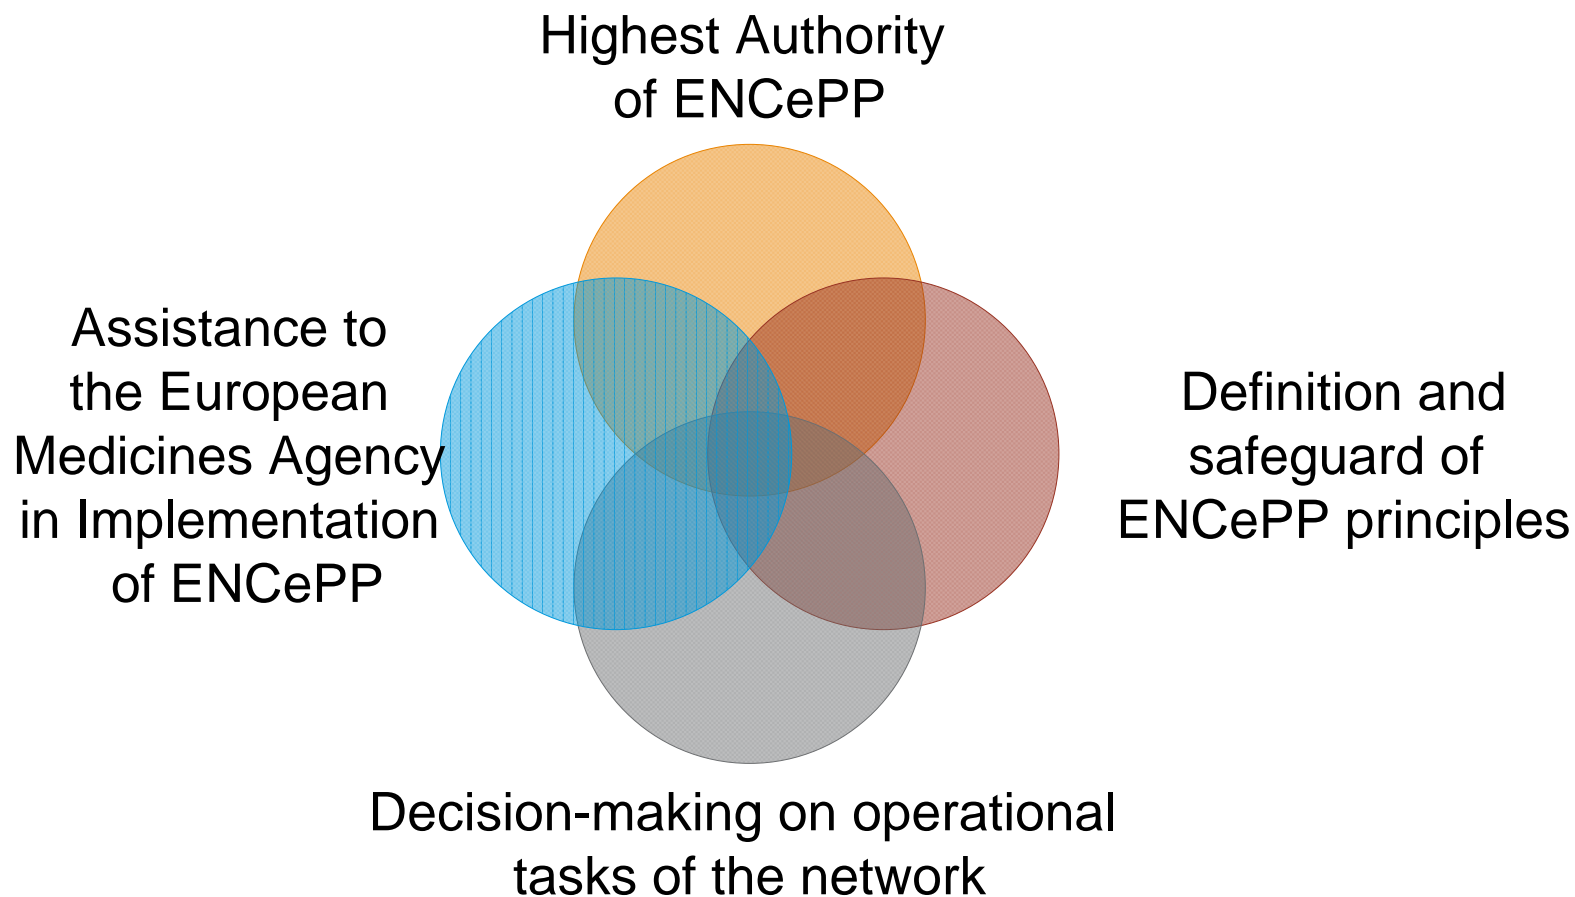 Highest Authority
of ENCePP
Assistance to
the European
Medicines Agency
in Implementation
of ENCePP
Definition and
safeguard of
ENCePP principles
Decision-making on operational
tasks of the network